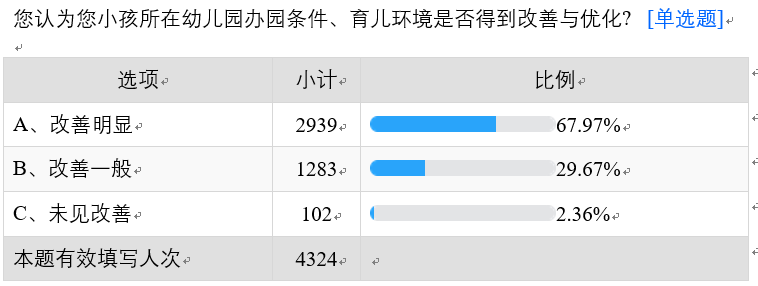 您认为您小孩所在幼儿园办园条件、育儿环境是否得到改善与优化? [单选题]
选项 小计 比例
A、改善明显 2939 67.97%
B、改善一般 1283 29.67%
C、未见改善 102 2.36%
本题有效填写人次 4324